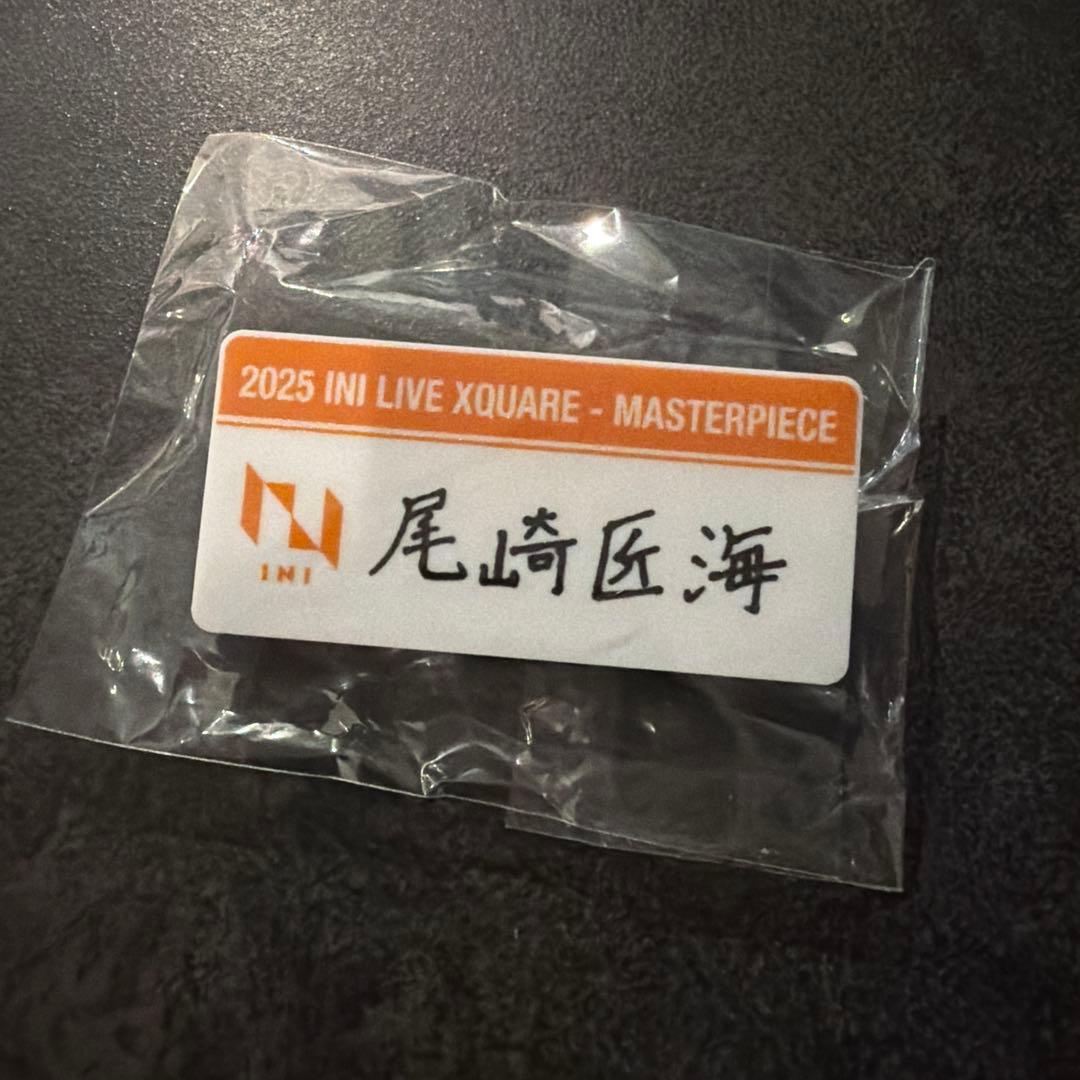 2025 INI LIVE XQUARE - MASTERPIECE
INI
尾崎匠海